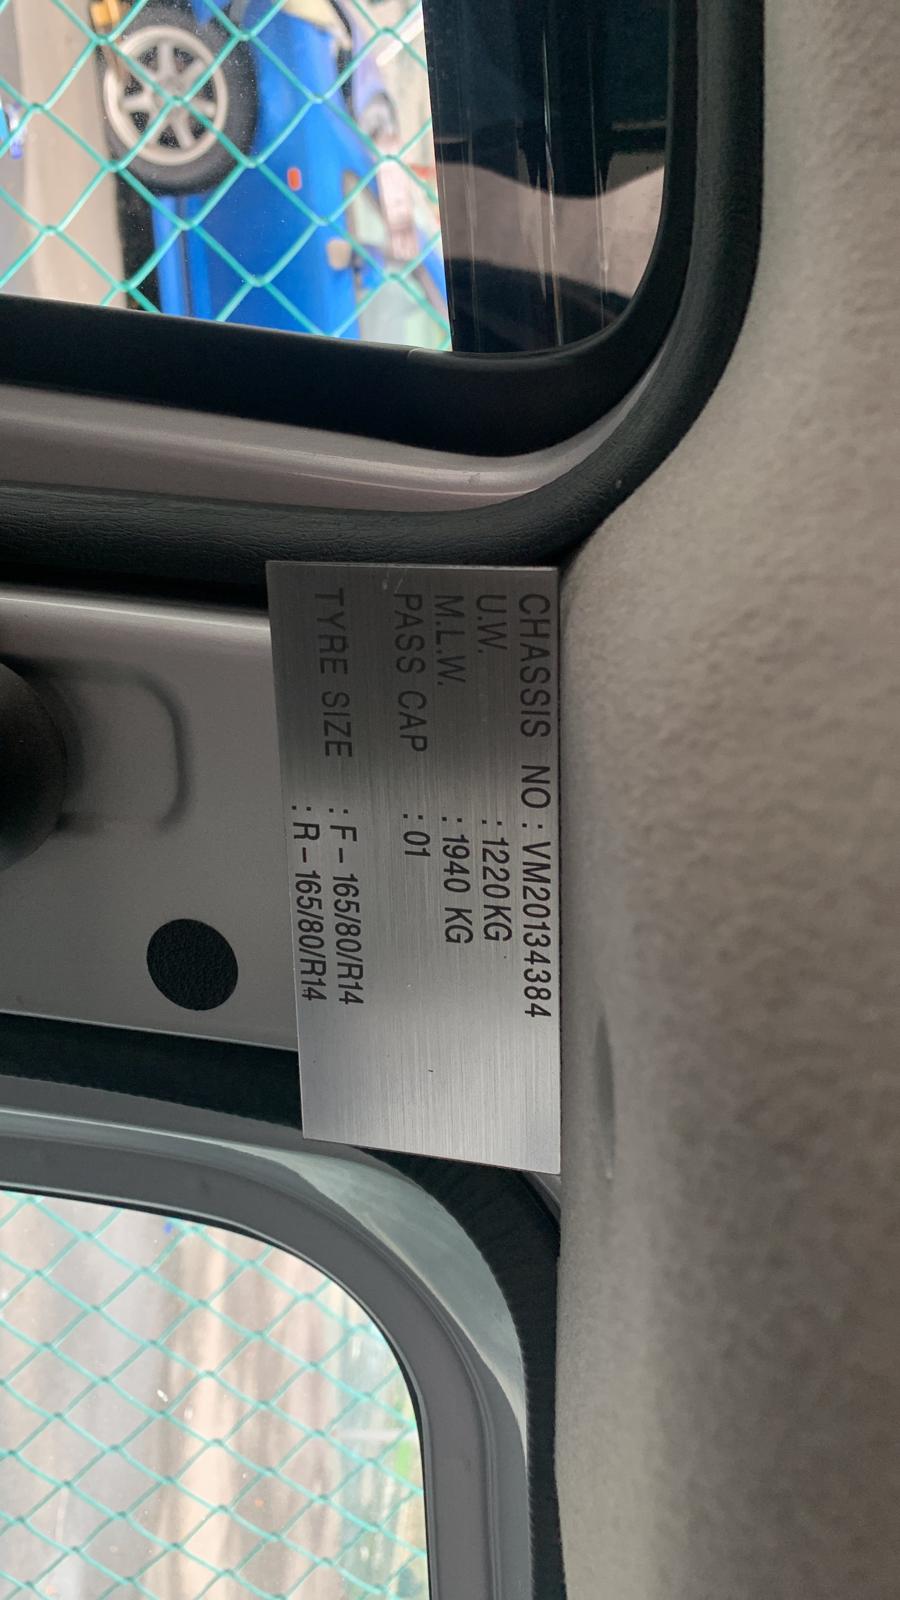 CHASSIS NO : VM20134384
U.W. : 1220 KG
M.L.W. : 1940 KG
PASS CAP : 01
TYRE SIZE : F - 165/80/R14
: R - 165/80/R14